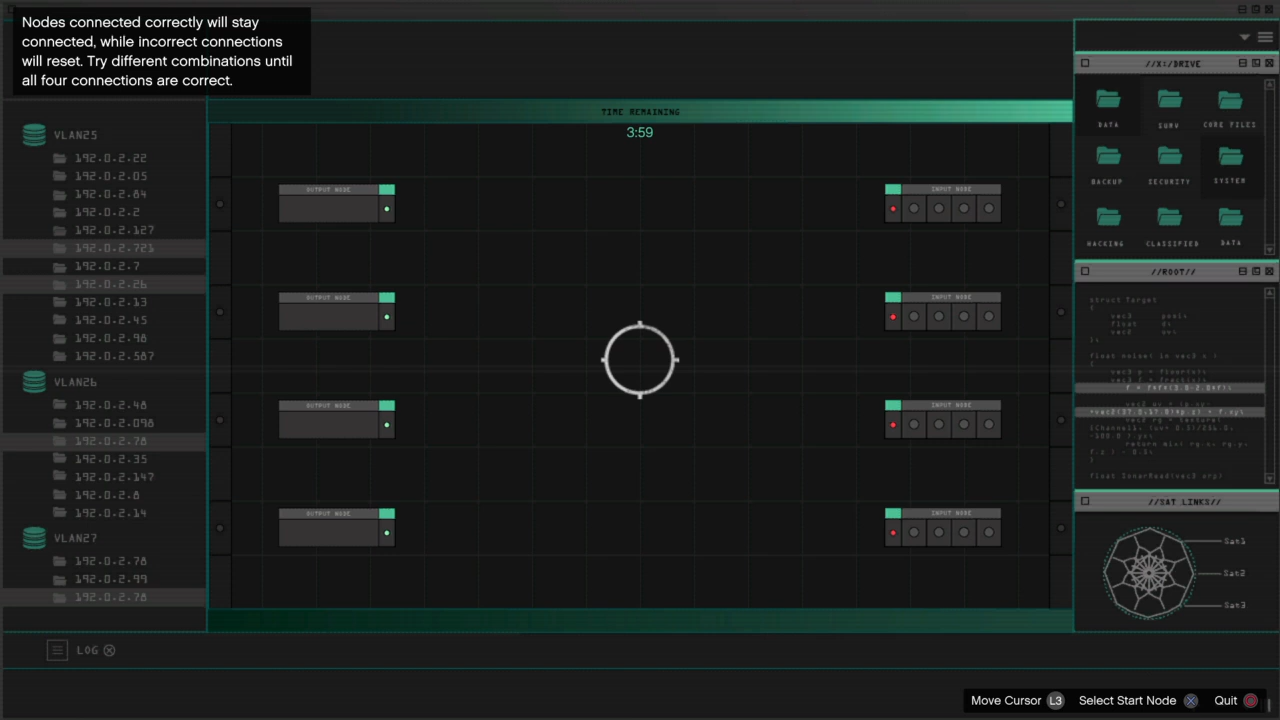 Nodes connected correctly will stay
connected, while incorrect connections
will reset. Try different combinations until
all four connections are correct.
TIME REMAINING
3:59
VLAN25
192.0.2.22
192.0.2.05
192.0.2.84
192.0.2.2
192.0.2.127
192.0.2.721
192.0.2.7
192.0.2.26
192.0.2.13
192.0.2.45
192.0.2.98
192.0.2.587
VLAN26
192.0.2.48
192.0.2.098
192.0.2.78
192.0.2.35
192.0.2.147
192.0.2.8
192.0.2.14
VLAN27
192.0.2.78
192.0.2.99
192.0.2.78
OUTPUT NODE
INPUT NODE
OUTPUT NODE
INPUT NODE
OUTPUT NODE
INPUT NODE
OUTPUT NODE
INPUT NODE
//X:/DRIVE
DATA
SURV
CORE FILES
BACKUP
SECURITY
SYSTEM
HACKING
CLASSIFIED
DATA
//ROOT//
struct Target
//SAT LINKS//
Sat1
Sat2
Sat3
LOG
Move Cursor L3 Select Start Node Quit